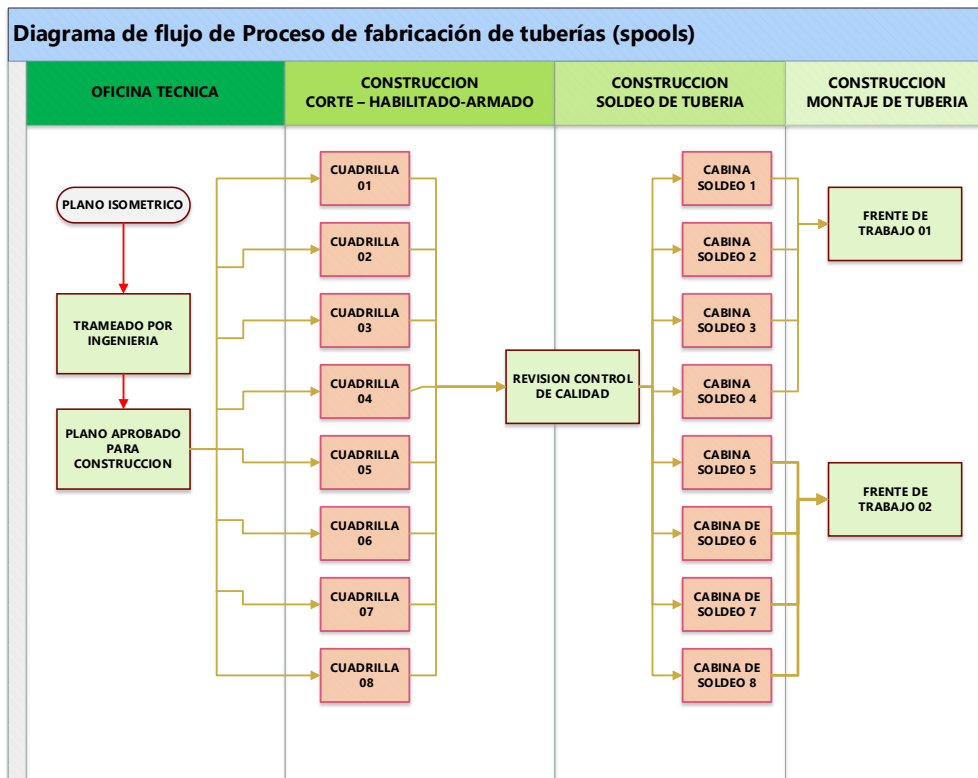 Diagrama de flujo de Proceso de fabricación de tuberías (spools)
OFICINA TECNICA
CONSTRUCCION
CORTE – HABILITADO-ARMADO
CONSTRUCCION
SOLDEO DE TUBERIA
CONSTRUCCION
MONTAJE DE TUBERIA
PLANO ISOMETRICO
TRAMEADO POR
INGENIERIA
PLANO APROBADO
PARA
CONSTRUCCION
CUADRILLA
01
CUADRILLA
02
CUADRILLA
03
CUADRILLA
04
CUADRILLA
05
CUADRILLA
06
CUADRILLA
07
CUADRILLA
08
REVISION CONTROL
DE CALIDAD
CABINA
SOLDEO 1
CABINA
SOLDEO 2
CABINA
SOLDEO 3
CABINA
SOLDEO 4
CABINA
SOLDEO 5
CABINA DE
SOLDEO 6
CABINA DE
SOLDEO 7
CABINA DE
SOLDEO 8
FRENTE DE
TRABAJO 01
FRENTE DE
TRABAJO 02